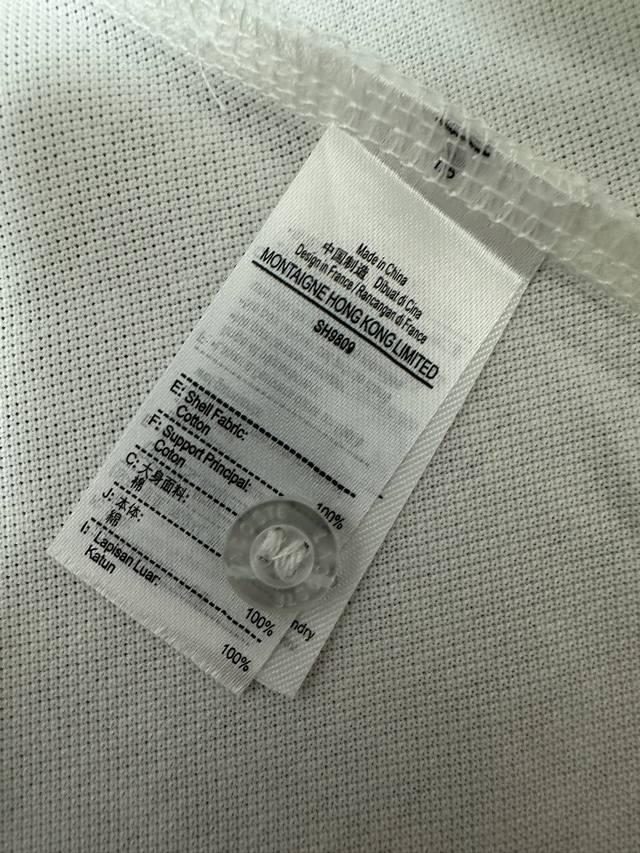 Made in China
中国制造 Dibuat di Cina
Design in France / Rancangan di France
MONTAIGNE HONG KONG LIMITED
SH9809
E: Shell Fabric:
Cotton
100%
F: Support Principal:
Coton
C: 大身面料:
棉
J: 本体:
綿
100%
I: Lapisan Luar:
Katun
100%